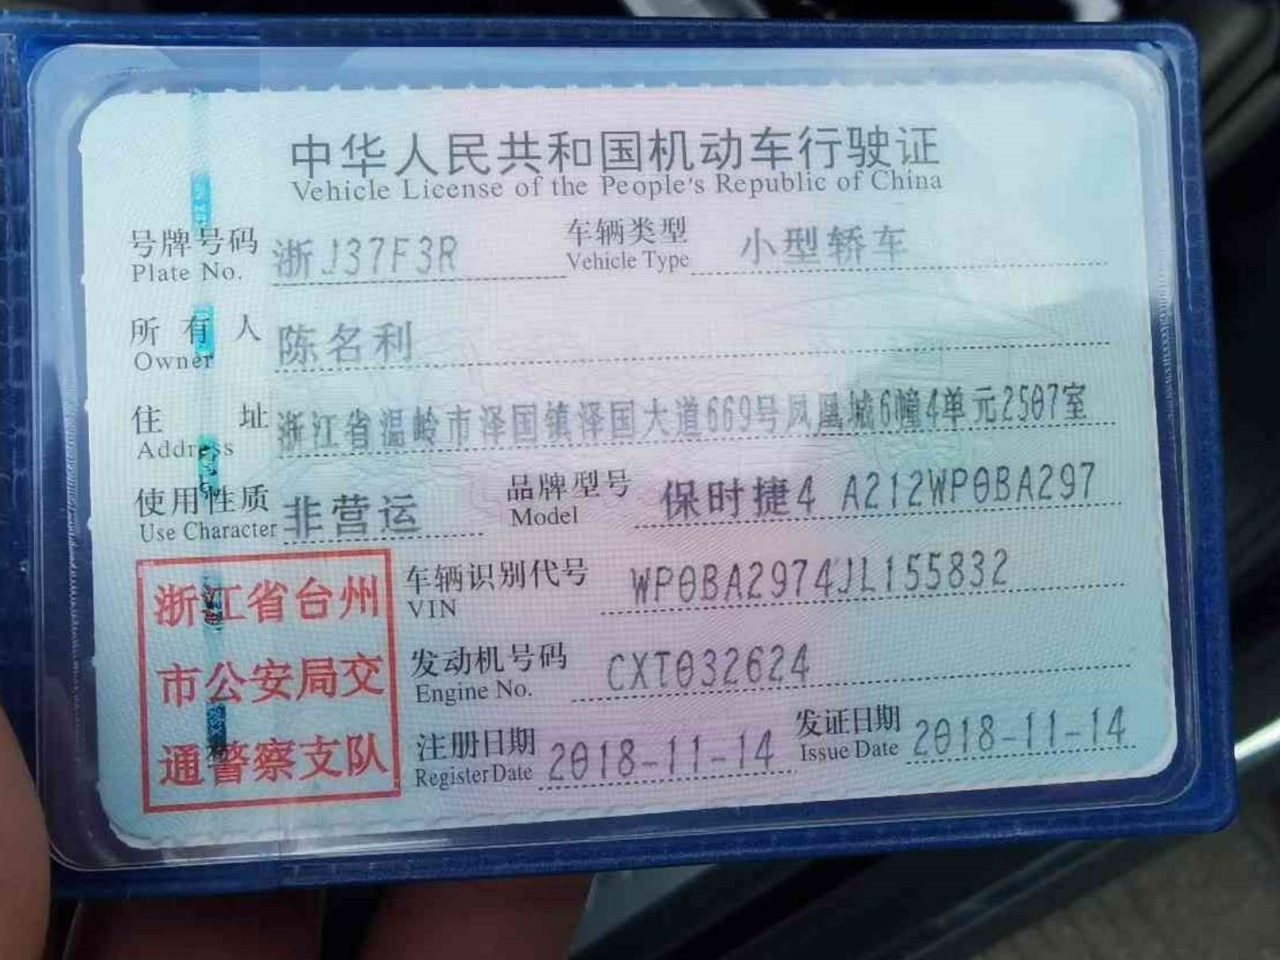 中华人民共和国机动车行驶证
Vehicle License of the People's Republic of China
号牌号码 浙J37F3R 车辆类型 小型轿车
Plate No. Vehicle Type
所有人 陈名利
Owner
住址 浙江省温岭市泽国镇泽国大道669号凤凰城6幢4单元2507室
Address
使用性质 非营运 品牌型号 保时捷4 A212WP0BA297
Use Character Model
浙江省台州
市公安局交
通警察支队
车辆识别代号 WP0BA2974JL155832
VIN
发动机号码 CXT032624
Engine No.
注册日期 2018-11-14 发证日期 2018-11-14
Register Date Issue Date